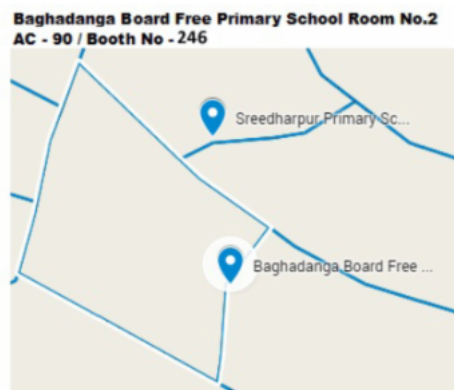 Baghadanga Board Free Primary School Room No.2
AC - 90 / Booth No - 246
Sreedharpur Primary Sc...
Baghadanga Board Free ...